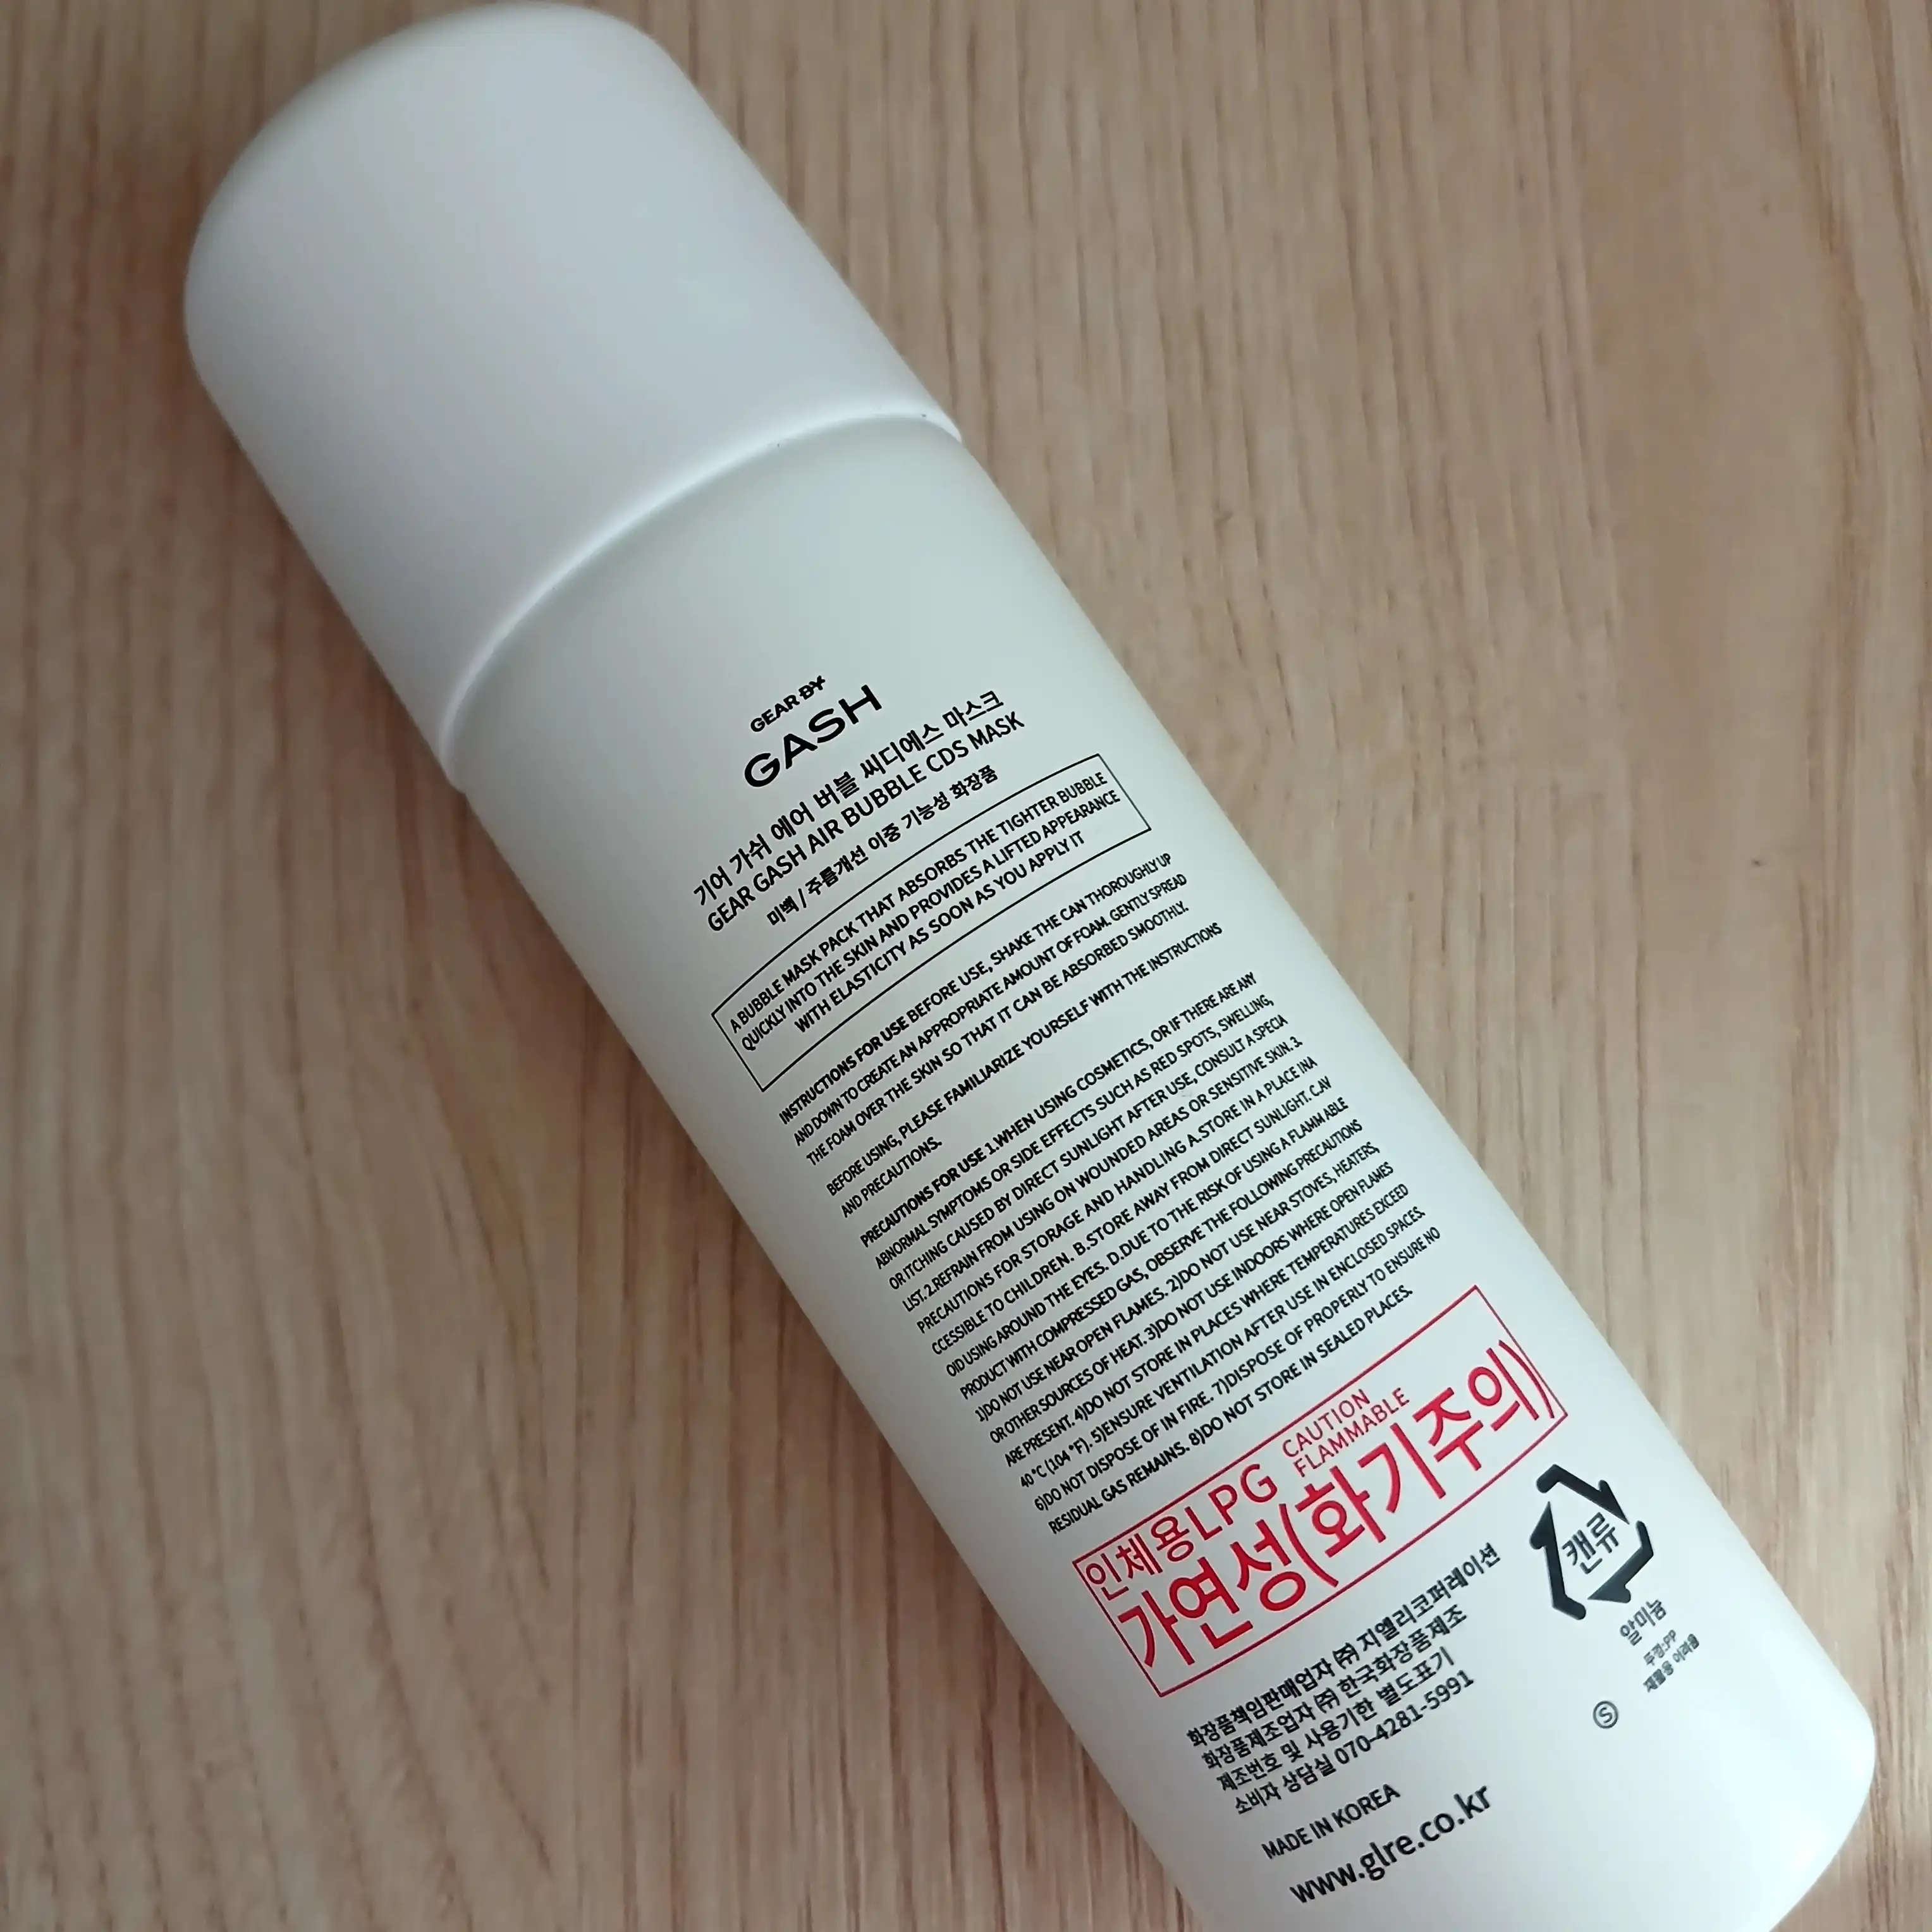 GEAR BY
GASH
기어 가쉬 에어 버블 씨디에스 마스크
GEAR GASH AIR BUBBLE CDS MASK
미백 / 주름개선 이중 기능성 화장품
A BUBBLE MASK PACK THAT ABSORBS THE TIGHTER BUBBLE
QUICKLY INTO THE SKIN AND PROVIDES A LIFTED APPEARANCE
WITH ELASTICITY AS SOON AS YOU APPLY IT
INSTRUCTIONS FOR USE BEFORE USE, SHAKE THE CAN THOROUGHLY UP
AND DOWN TO CREATE AN APPROPRIATE AMOUNT OF FOAM. GENTLY SPREAD
THE FOAM OVER THE SKIN SO THAT IT CAN BE ABSORBED SMOOTHLY.
BEFORE USING, PLEASE FAMILIARIZE YOURSELF WITH THE INSTRUCTIONS
AND PRECAUTIONS.
PRECAUTIONS FOR USE 1.WHEN USING COSMETICS, OR IF THERE ARE ANY
ABNORMAL SYMPTOMS OR SIDE EFFECTS SUCH AS RED SPOTS, SWELLING,
OR ITCHING CAUSED BY DIRECT SUNLIGHT AFTER USE, CONSULT A SPECIA
LIST. 2.REFRAIN FROM USING ON WOUNDED AREAS OR SENSITIVE SKIN. 3.
PRECAUTIONS FOR STORAGE AND HANDLING A.STORE IN A PLACE INA
CCESSIBLE TO CHILDREN. B.STORE AWAY FROM DIRECT SUNLIGHT. C.AV
OID USING AROUND THE EYES. D.DUE TO THE RISK OF USING A FLAMMABLE
PRODUCT WITH COMPRESSED GAS, OBSERVE THE FOLLOWING PRECAUTIONS
1)DO NOT USE NEAR OPEN FLAMES. 2)DO NOT USE NEAR STOVES, HEATERS,
OR OTHER SOURCES OF HEAT. 3)DO NOT USE INDOORS WHERE OPEN FLAMES
ARE PRESENT. 4)DO NOT STORE IN PLACES WHERE TEMPERATURES EXCEED
40 °C (104 °F). 5)ENSURE VENTILATION AFTER USE IN ENCLOSED SPACES.
6)DO NOT DISPOSE OF IN FIRE. 7)DISPOSE OF PROPERLY TO ENSURE NO
RESIDUAL GAS REMAINS. 8)DO NOT STORE IN SEALED PLACES.
인체용LPG CAUTION
FLAMMABLE
가연성(화기주의)
화장품책임판매업자 ㈜ 지엘리코퍼레이션
화장품제조업자 ㈜ 한국화장품제조
제조번호 및 사용기한 별도표기
소비자 상담실 070-4281-5991
MADE IN KOREA
www.glre.co.kr
캔류
알미늄
뚜껑:PP
재활용 어려움
S